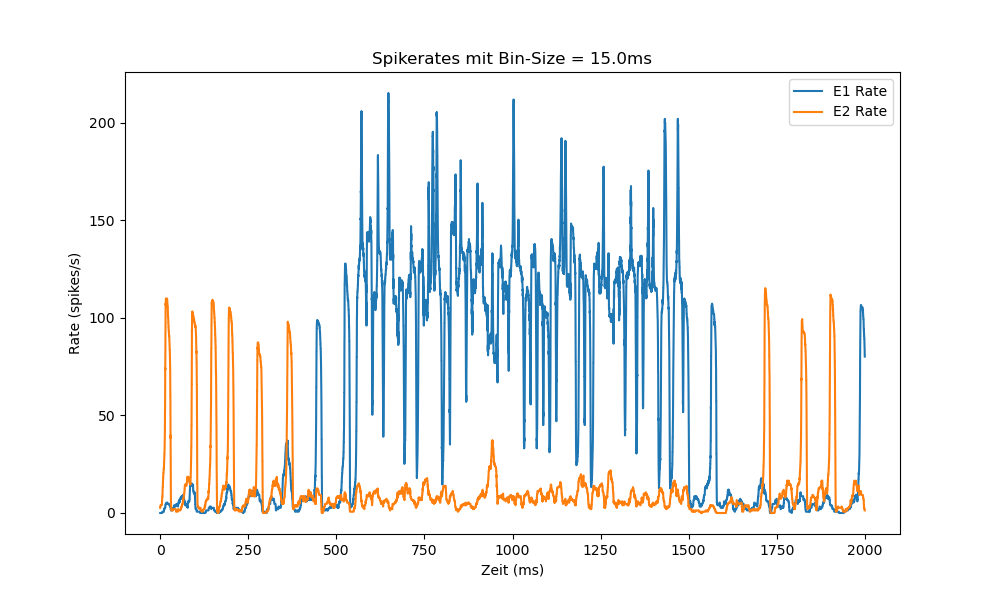 Spikerates mit Bin-Size = 15.0ms
E1 Rate
E2 Rate
Rate (spikes/s)
200
150
100
50
0
0 250 500 750 1000 1250 1500 1750 2000
Zeit (ms)